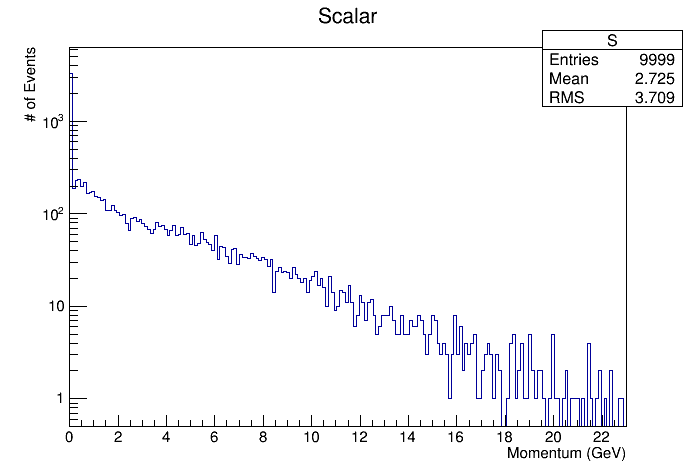 Scalar
S
Entries 9999
Mean 2.725
RMS 3.709
# of Events
10³
10²
10
1
0 2 4 6 8 10 12 14 16 18 20 22
Momentum (GeV)